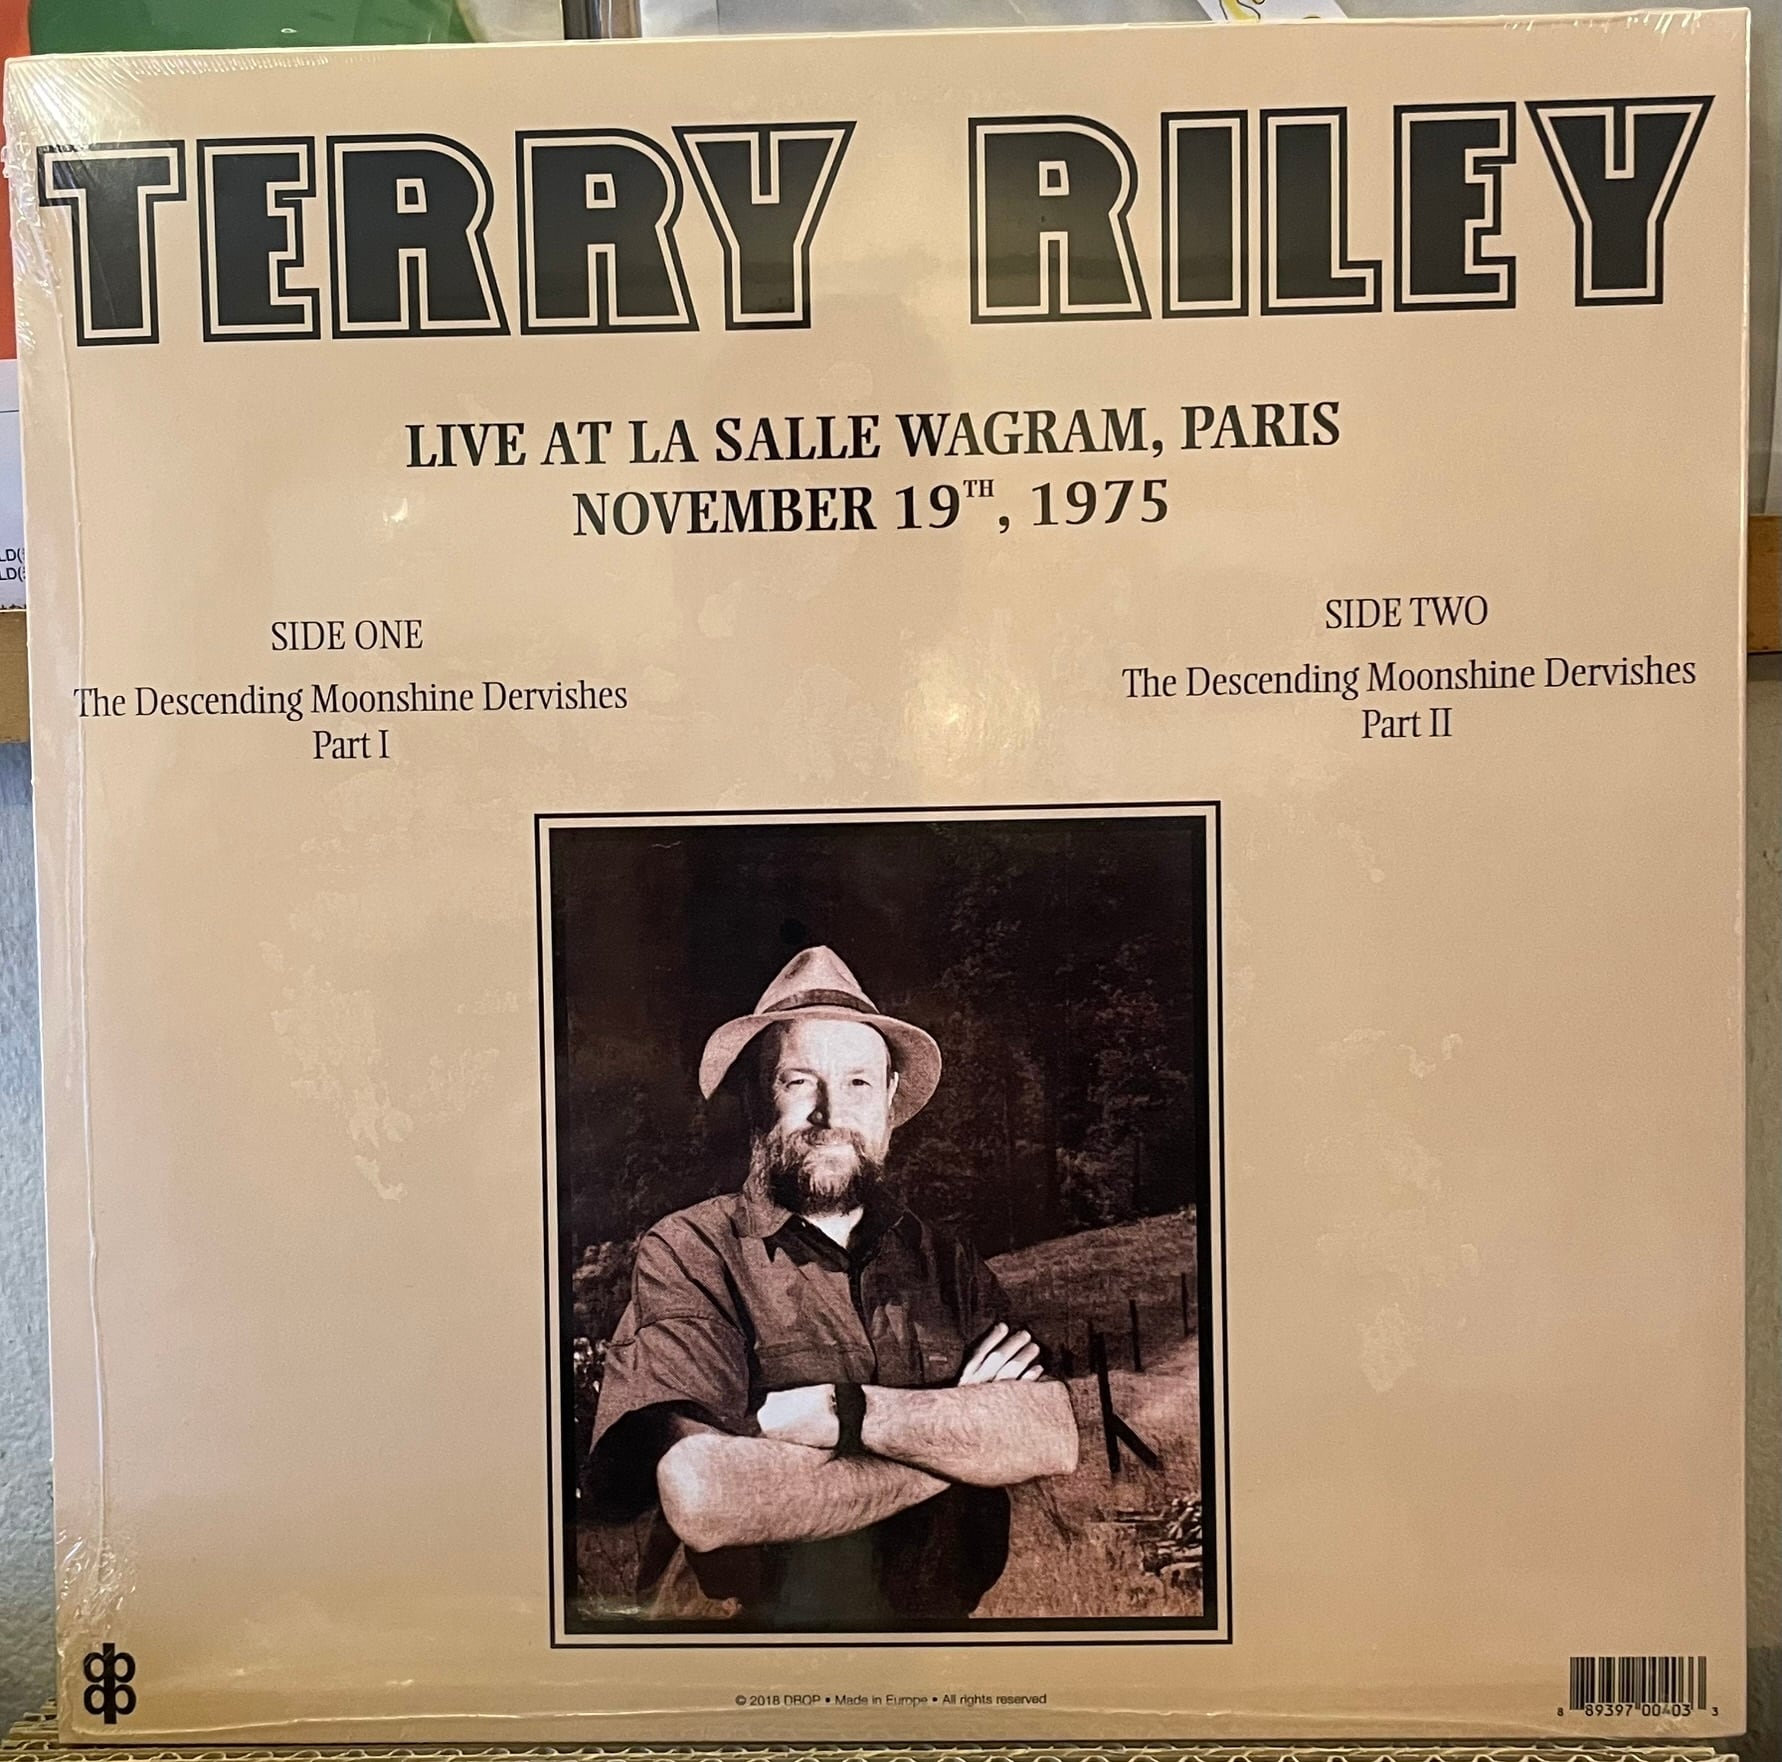 TERRY RILEY
LIVE AT LA SALLE WAGRAM, PARIS
NOVEMBER 19TH, 1975
SIDE ONE
The Descending Moonshine Dervishes
Part I
SIDE TWO
The Descending Moonshine Dervishes
Part II
© 2018 DBQP • Made in Europe • All rights reserved
8 89397 00403 3
LD(
LD(